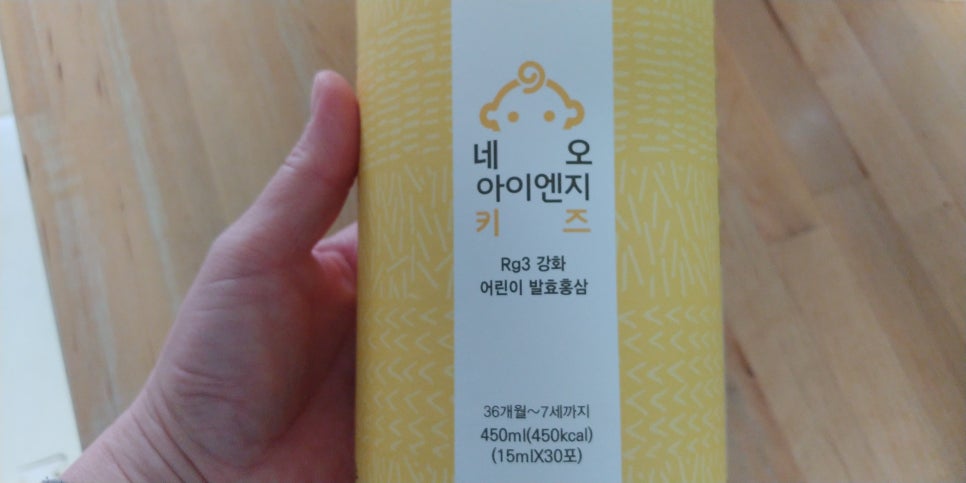 네 오
아이엔지
키 즈
Rg3 강화
어린이 발효홍삼
36개월~7세까지
450ml(450kcal)
(15mlX30포)